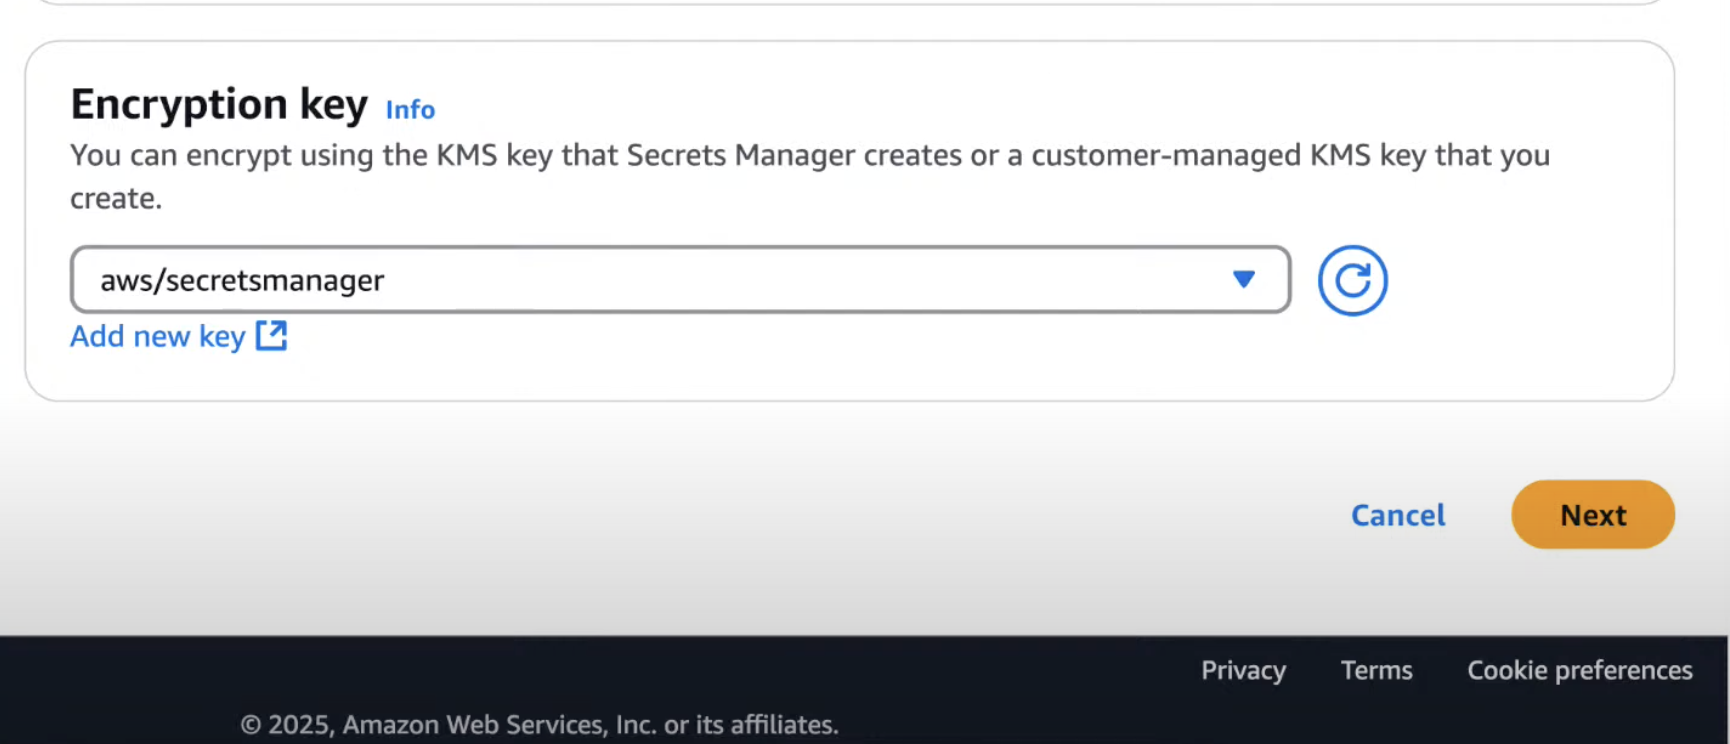 Encryption key Info
You can encrypt using the KMS key that Secrets Manager creates or a customer-managed KMS key that you
create.
aws/secretsmanager
Add new key
Cancel Next
Privacy Terms Cookie preferences
© 2025, Amazon Web Services, Inc. or its affiliates.